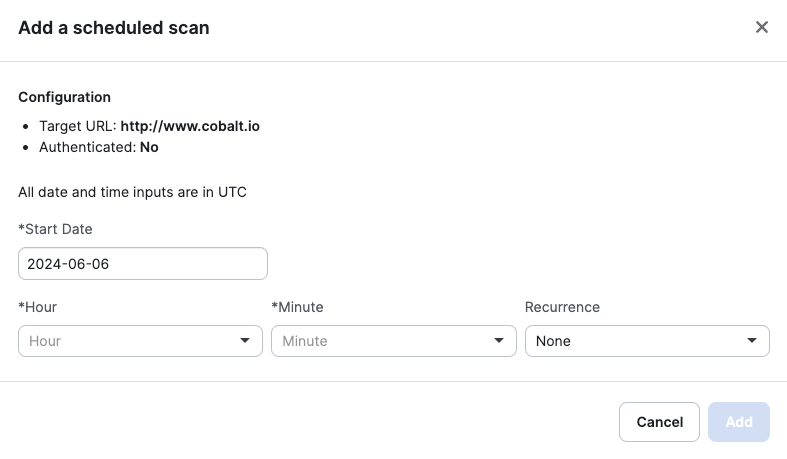 Add a scheduled scan
Configuration
Target URL: http://www.cobalt.io
Authenticated: No
All date and time inputs are in UTC
*Start Date
2024-06-06
*Hour *Minute Recurrence
Hour Minute None
Cancel Add